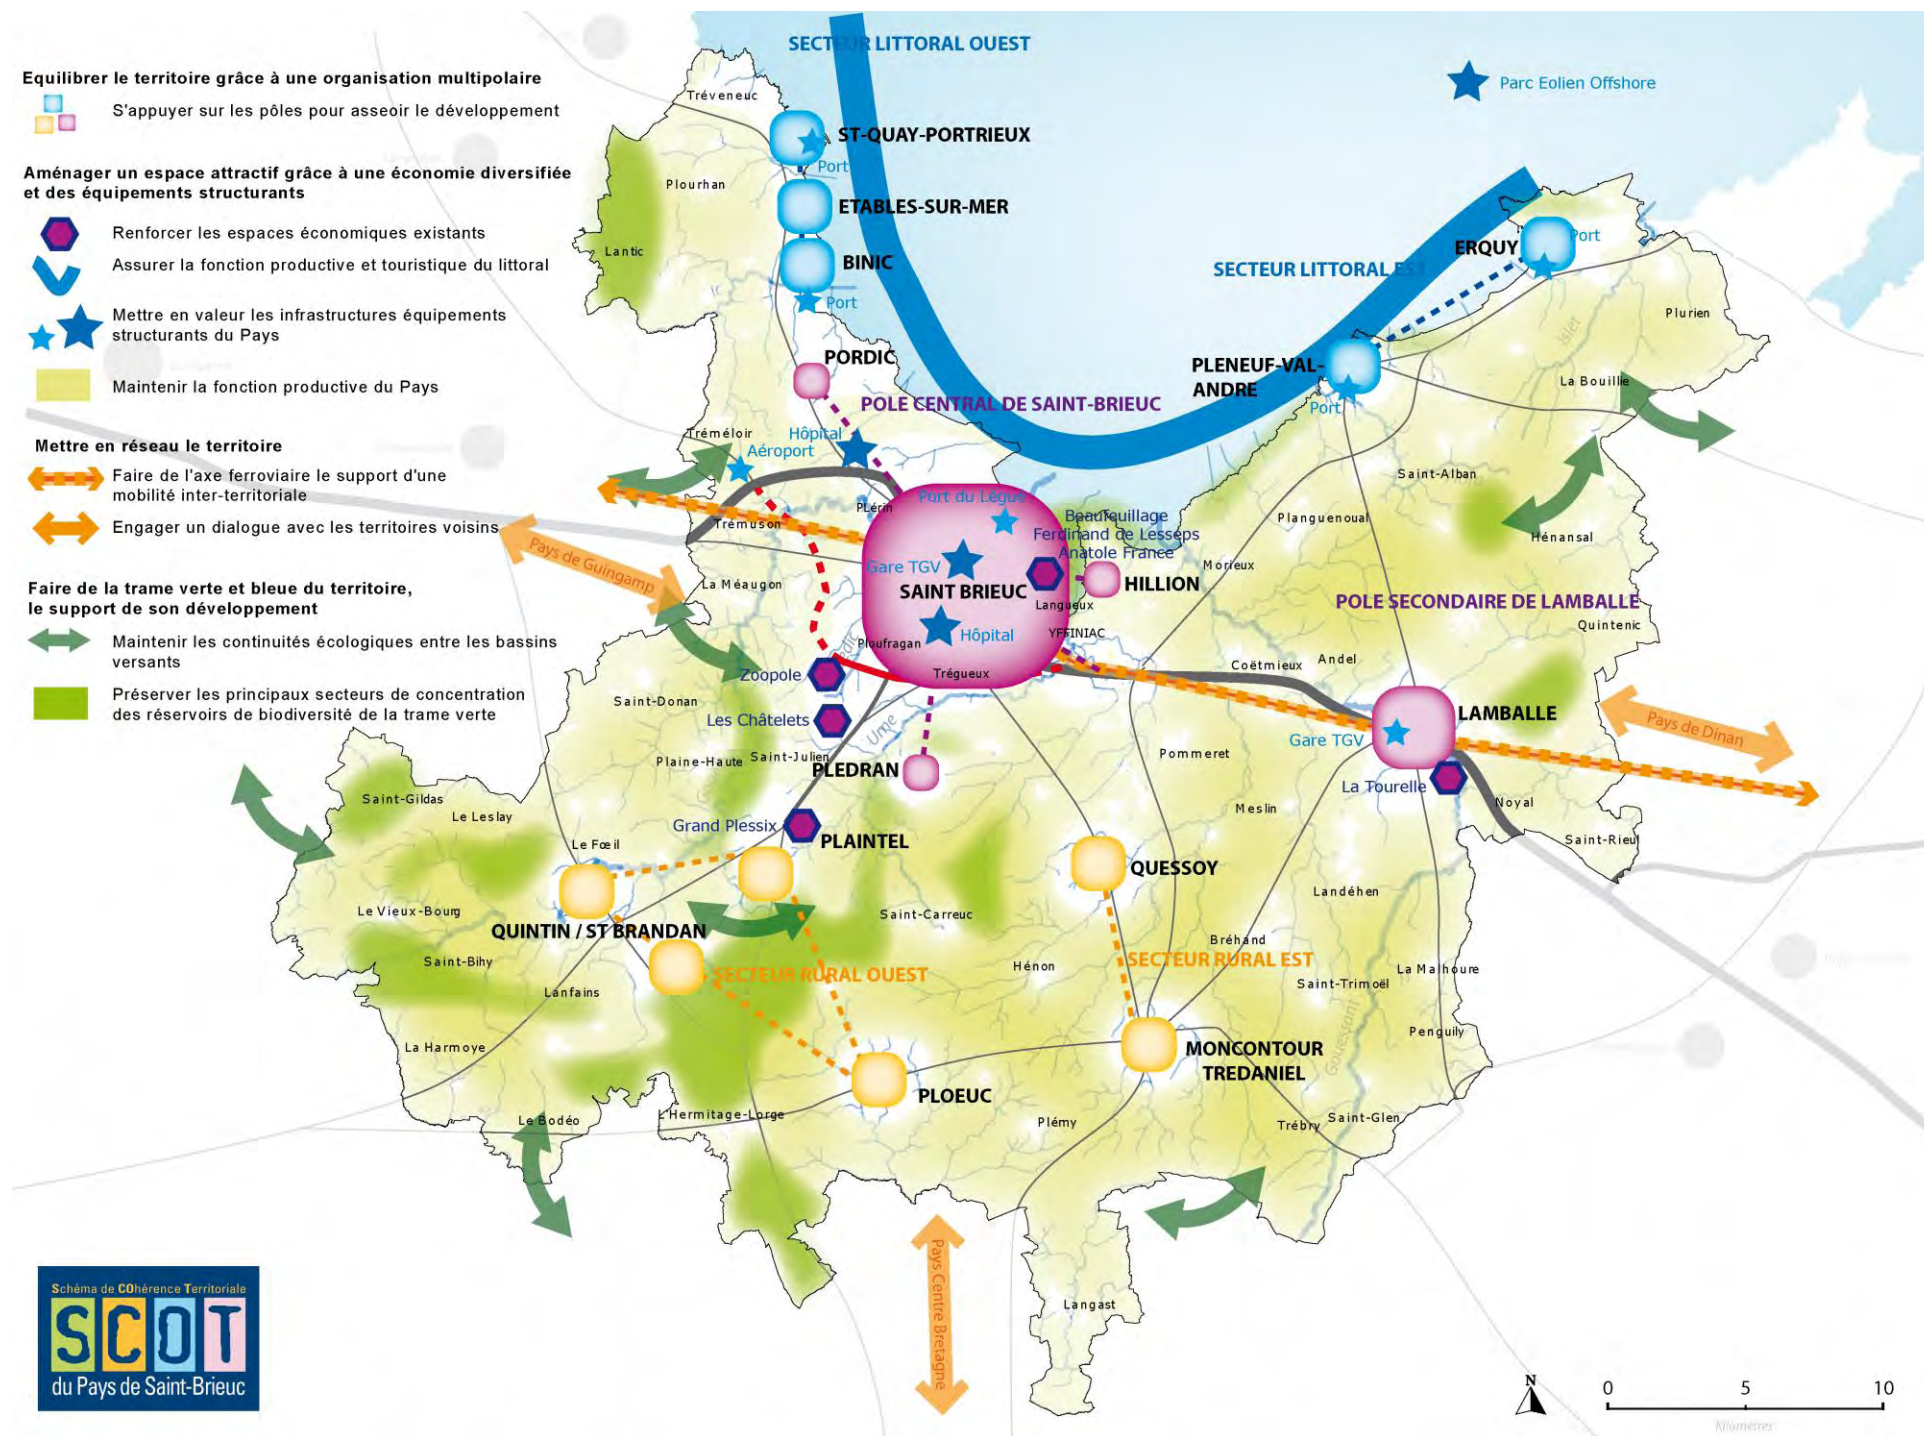 Equilibrer le territoire grâce à une organisation multipolaire
S'appuyer sur les pôles pour asseoir le développement
Aménager un espace attractif grâce à une économie diversifiée
et des équipements structurants
Renforcer les espaces économiques existants
Assurer la fonction productive et touristique du littoral
Mettre en valeur les infrastructures équipements
structurants du Pays
Maintenir la fonction productive du Pays
Mettre en réseau le territoire
Faire de l'axe ferroviaire le support d'une
mobilité inter-territoriale
Engager un dialogue avec les territoires voisins
Faire de la trame verte et bleue du territoire,
le support de son développement
Maintenir les continuités écologiques entre les bassins
versants
Préserver les principaux secteurs de concentration
des réservoirs de biodiversité de la trame verte
SECTEUR LITTORAL OUEST
Parc Eolien Offshore
Tréveneuc
ST-QUAY-PORTRIEUX
Port
Plourhan
ETABLES-SUR-MER
Lantic
BINIC
Ic
Port
ERQUY
Port
SECTEUR LITTORAL EST
Plurien
Islet
PORDIC
PLENEUF-VAL-
ANDRE
Port
La Bouillie
POLE CENTRAL DE SAINT-BRIEUC
Tréméloir
Hôpital
Aéroport
Saint-Alban
Port du Légué
PLérin
Trémuson
Beaufeuillage
Ferdinand de Lesseps
Anatole France
Planguenoual
Hénansal
Pays de Guingamp
Gare TGV
SAINT BRIEUC
HILLION
Morieux
La Méaugon
Langueux
POLE SECONDAIRE DE LAMBALLE
Quintenic
Ploufragan
Hôpital
YFFINIAC
Zoopole
Trégueux
Coëtmieux
Andel
Saint-Donan
Les Châtelets
Urne
LAMBALLE
Gare TGV
Pays de Dinan
Plaine-Haute
Saint-Julien
PLEDRAN
Pommeret
La Tourelle
Saint-Gildas
Le Leslay
Meslin
Noyal
Grand Plessix
PLAINTEL
Saint-Rieul
Le Fœil
QUESSOY
Landéhen
Le Vieux-Bourg
QUINTIN / ST BRANDAN
Saint-Carreuc
Bréhand
Saint-Bihy
SECTEUR RURAL OUEST
Hénon
SECTEUR RURAL EST
La Malhoure
Lanfains
Saint-Trimoël
Gouessant
Penguily
La Harmoye
MONCONTOUR
TREDANIEL
PLOEUC
Le Bodéo
L'Hermitage-Lorge
Plémy
Trébry
Saint-Glen
Pays Centre Bretagne
Langast
Schéma de COhérence Territoriale
SCOT
du Pays de Saint-Brieuc
N
0 5 10
Kilomètres